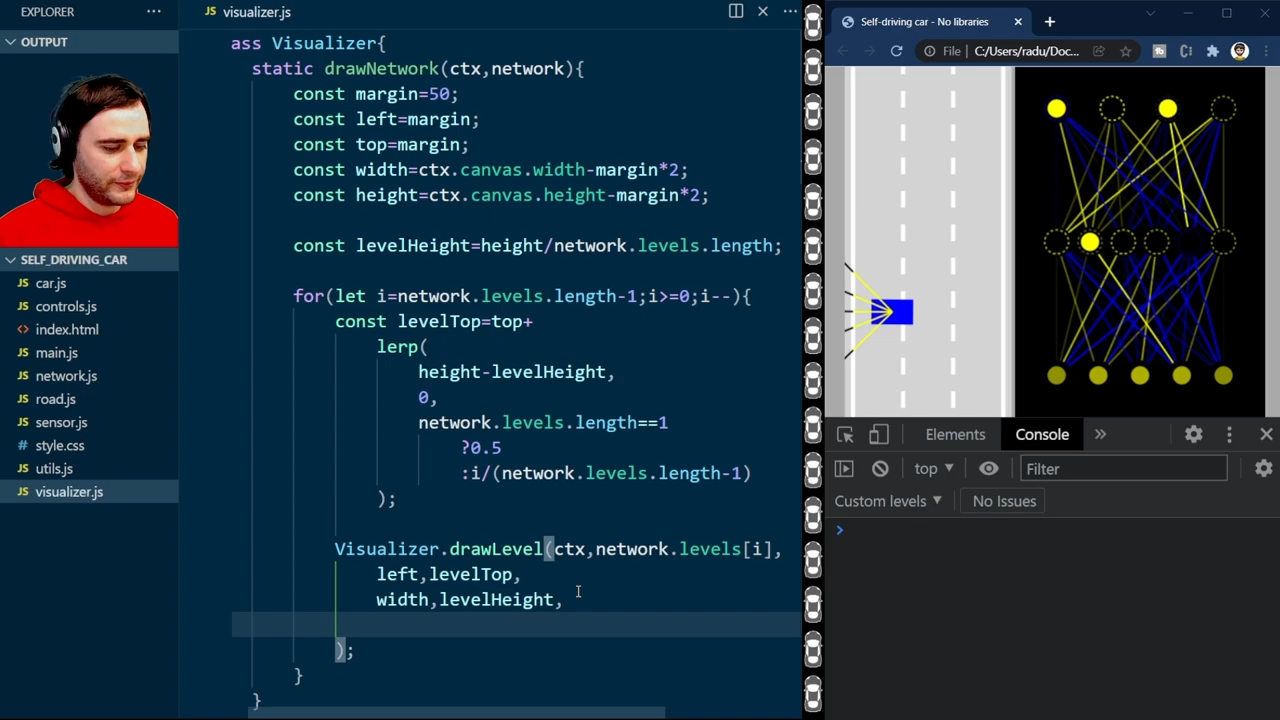 EXPLORER
OUTPUT
SELF_DRIVING_CAR
car.js
controls.js
index.html
main.js
network.js
road.js
sensor.js
style.css
utils.js
visualizer.js
visualizer.js
ass Visualizer{
static drawNetwork(ctx,network){
const margin=50;
const left=margin;
const top=margin;
const width=ctx.canvas.width-margin*2;
const height=ctx.canvas.height-margin*2;
const levelHeight=height/network.levels.length;
for(let i=network.levels.length-1;i>=0;i--){
const levelTop=top+
lerp(
height-levelHeight,
0,
network.levels.length==1
?0.5
:i/(network.levels.length-1)
);
Visualizer.drawLevel(ctx,network.levels[i],
left,levelTop,
width,levelHeight,
);
}
}
Self-driving car - No libraries
File
C:/Users/radu/Doc...
Elements
Console
top
Filter
Custom levels
No Issues